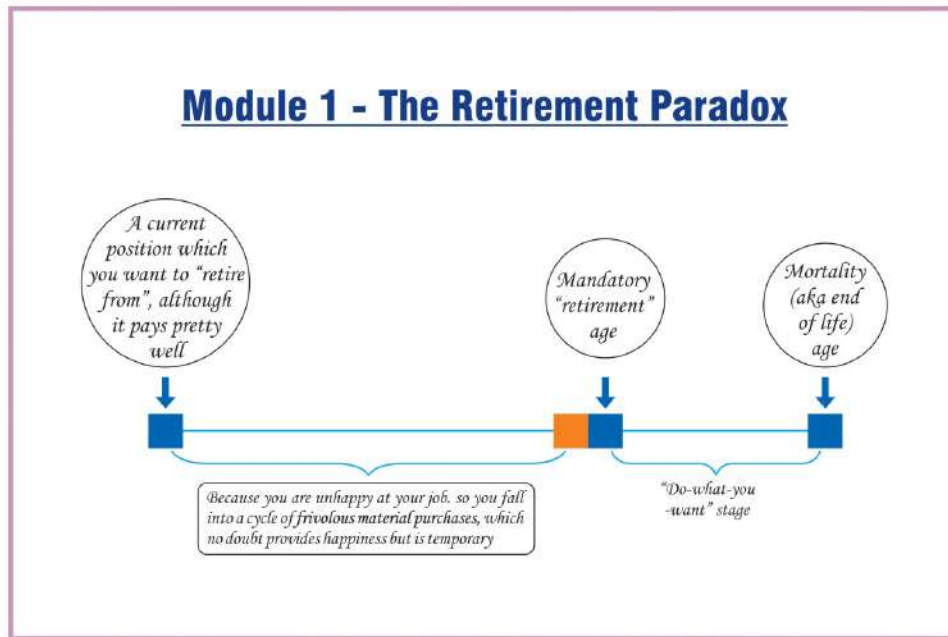 Module 1 - The Retirement Paradox
A current
position which
you want to "retire
from", although
it pays pretty
well
Mandatory
"retirement"
age
Mortality
(aka end
of life)
age
Because you are unhappy at your job. so you fall
into a cycle of frivolous material purchases, which
no doubt provides happiness but is temporary
"Do-what-you
-want" stage